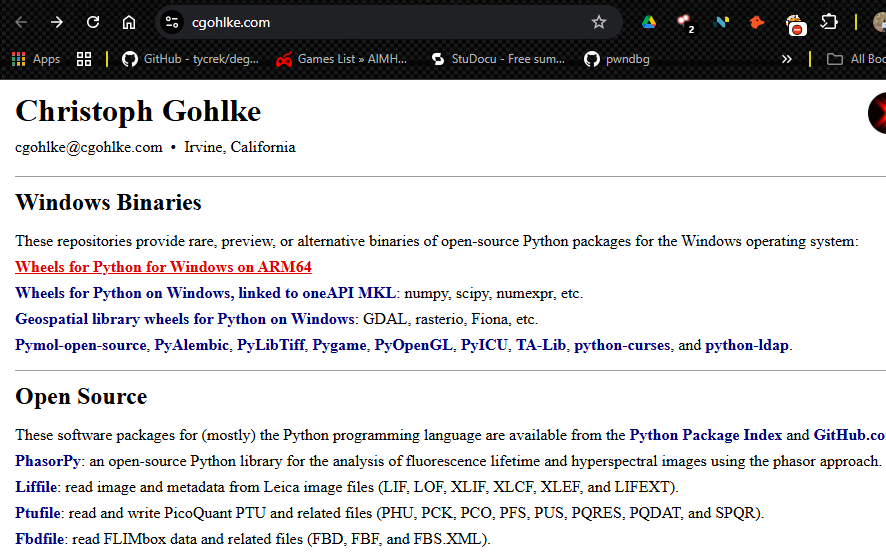 cgohlke.com
2
Apps
GitHub - tycrek/deg...
Games List » AIMH...
StuDocu - Free sum...
pwndbg
»
All Boo
Christoph Gohlke
cgohlke@cgohlke.com • Irvine, California
Windows Binaries
These repositories provide rare, preview, or alternative binaries of open-source Python packages for the Windows operating system:
Wheels for Python for Windows on ARM64
Wheels for Python on Windows, linked to oneAPI MKL: numpy, scipy, numexpr, etc.
Geospatial library wheels for Python on Windows: GDAL, rasterio, Fiona, etc.
Pymol-open-source, PyAlembic, PyLibTiff, Pygame, PyOpenGL, PyICU, TA-Lib, python-curses, and python-ldap.
Open Source
These software packages for (mostly) the Python programming language are available from the Python Package Index and GitHub.co
PhasorPy: an open-source Python library for the analysis of fluorescence lifetime and hyperspectral images using the phasor approach.
Liffile: read image and metadata from Leica image files (LIF, LOF, XLIF, XLCF, XLEF, and LIFEXT).
Ptufile: read and write PicoQuant PTU and related files (PHU, PCK, PCO, PFS, PUS, PQRES, PQDAT, and SPQR).
Fbdfile: read FLIMbox data and related files (FBD, FBF, and FBS.XML).